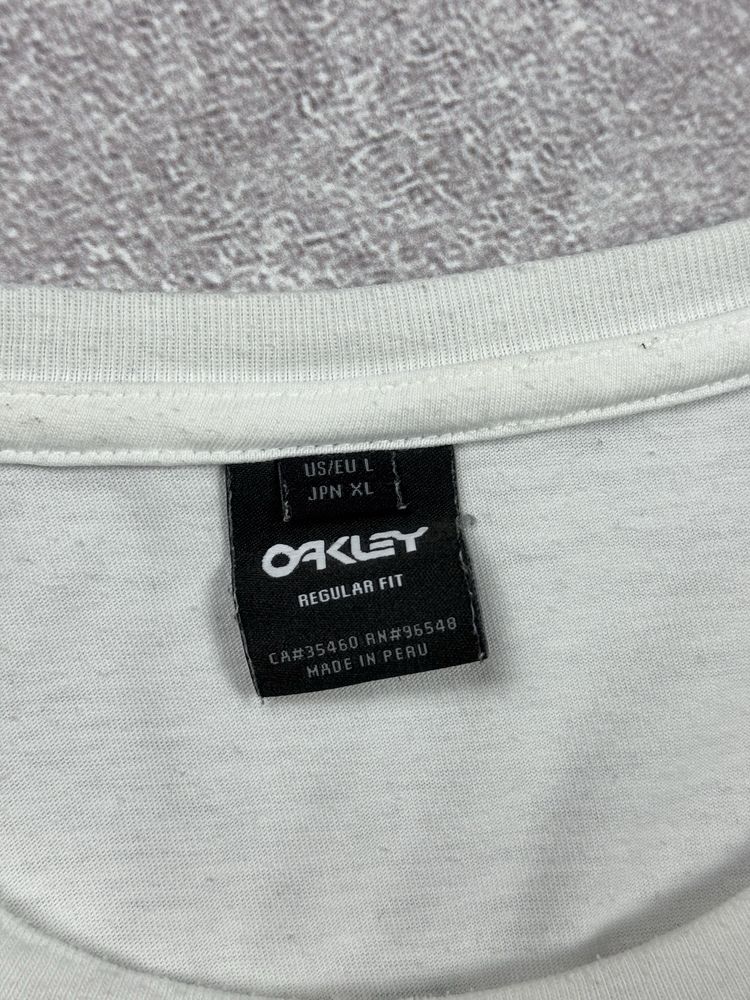 US/EU L
JPN XL
OAKLEY
REGULAR FIT
CA#35460 RN#96548
MADE IN PERU